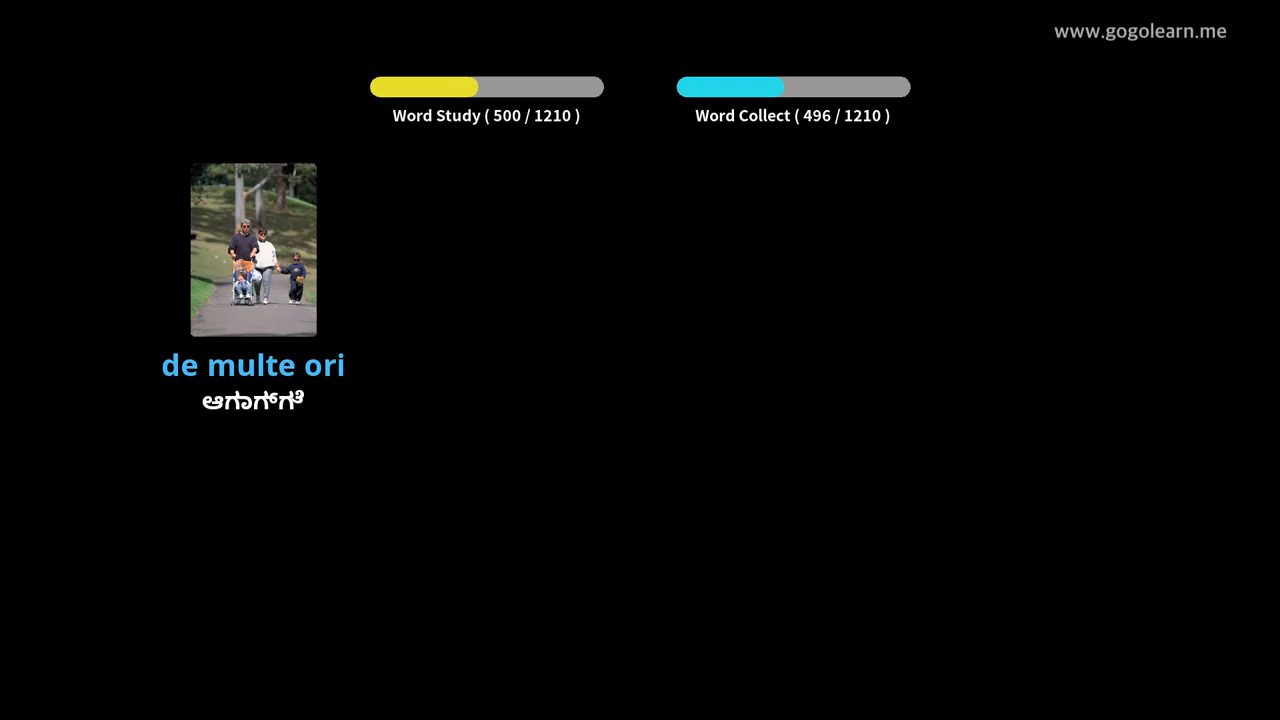 www.gogolearn.me
Word Study ( 500 / 1210 )
Word Collect ( 496 / 1210 )
de multe ori
ಆಗಾಗ್ಗೆ